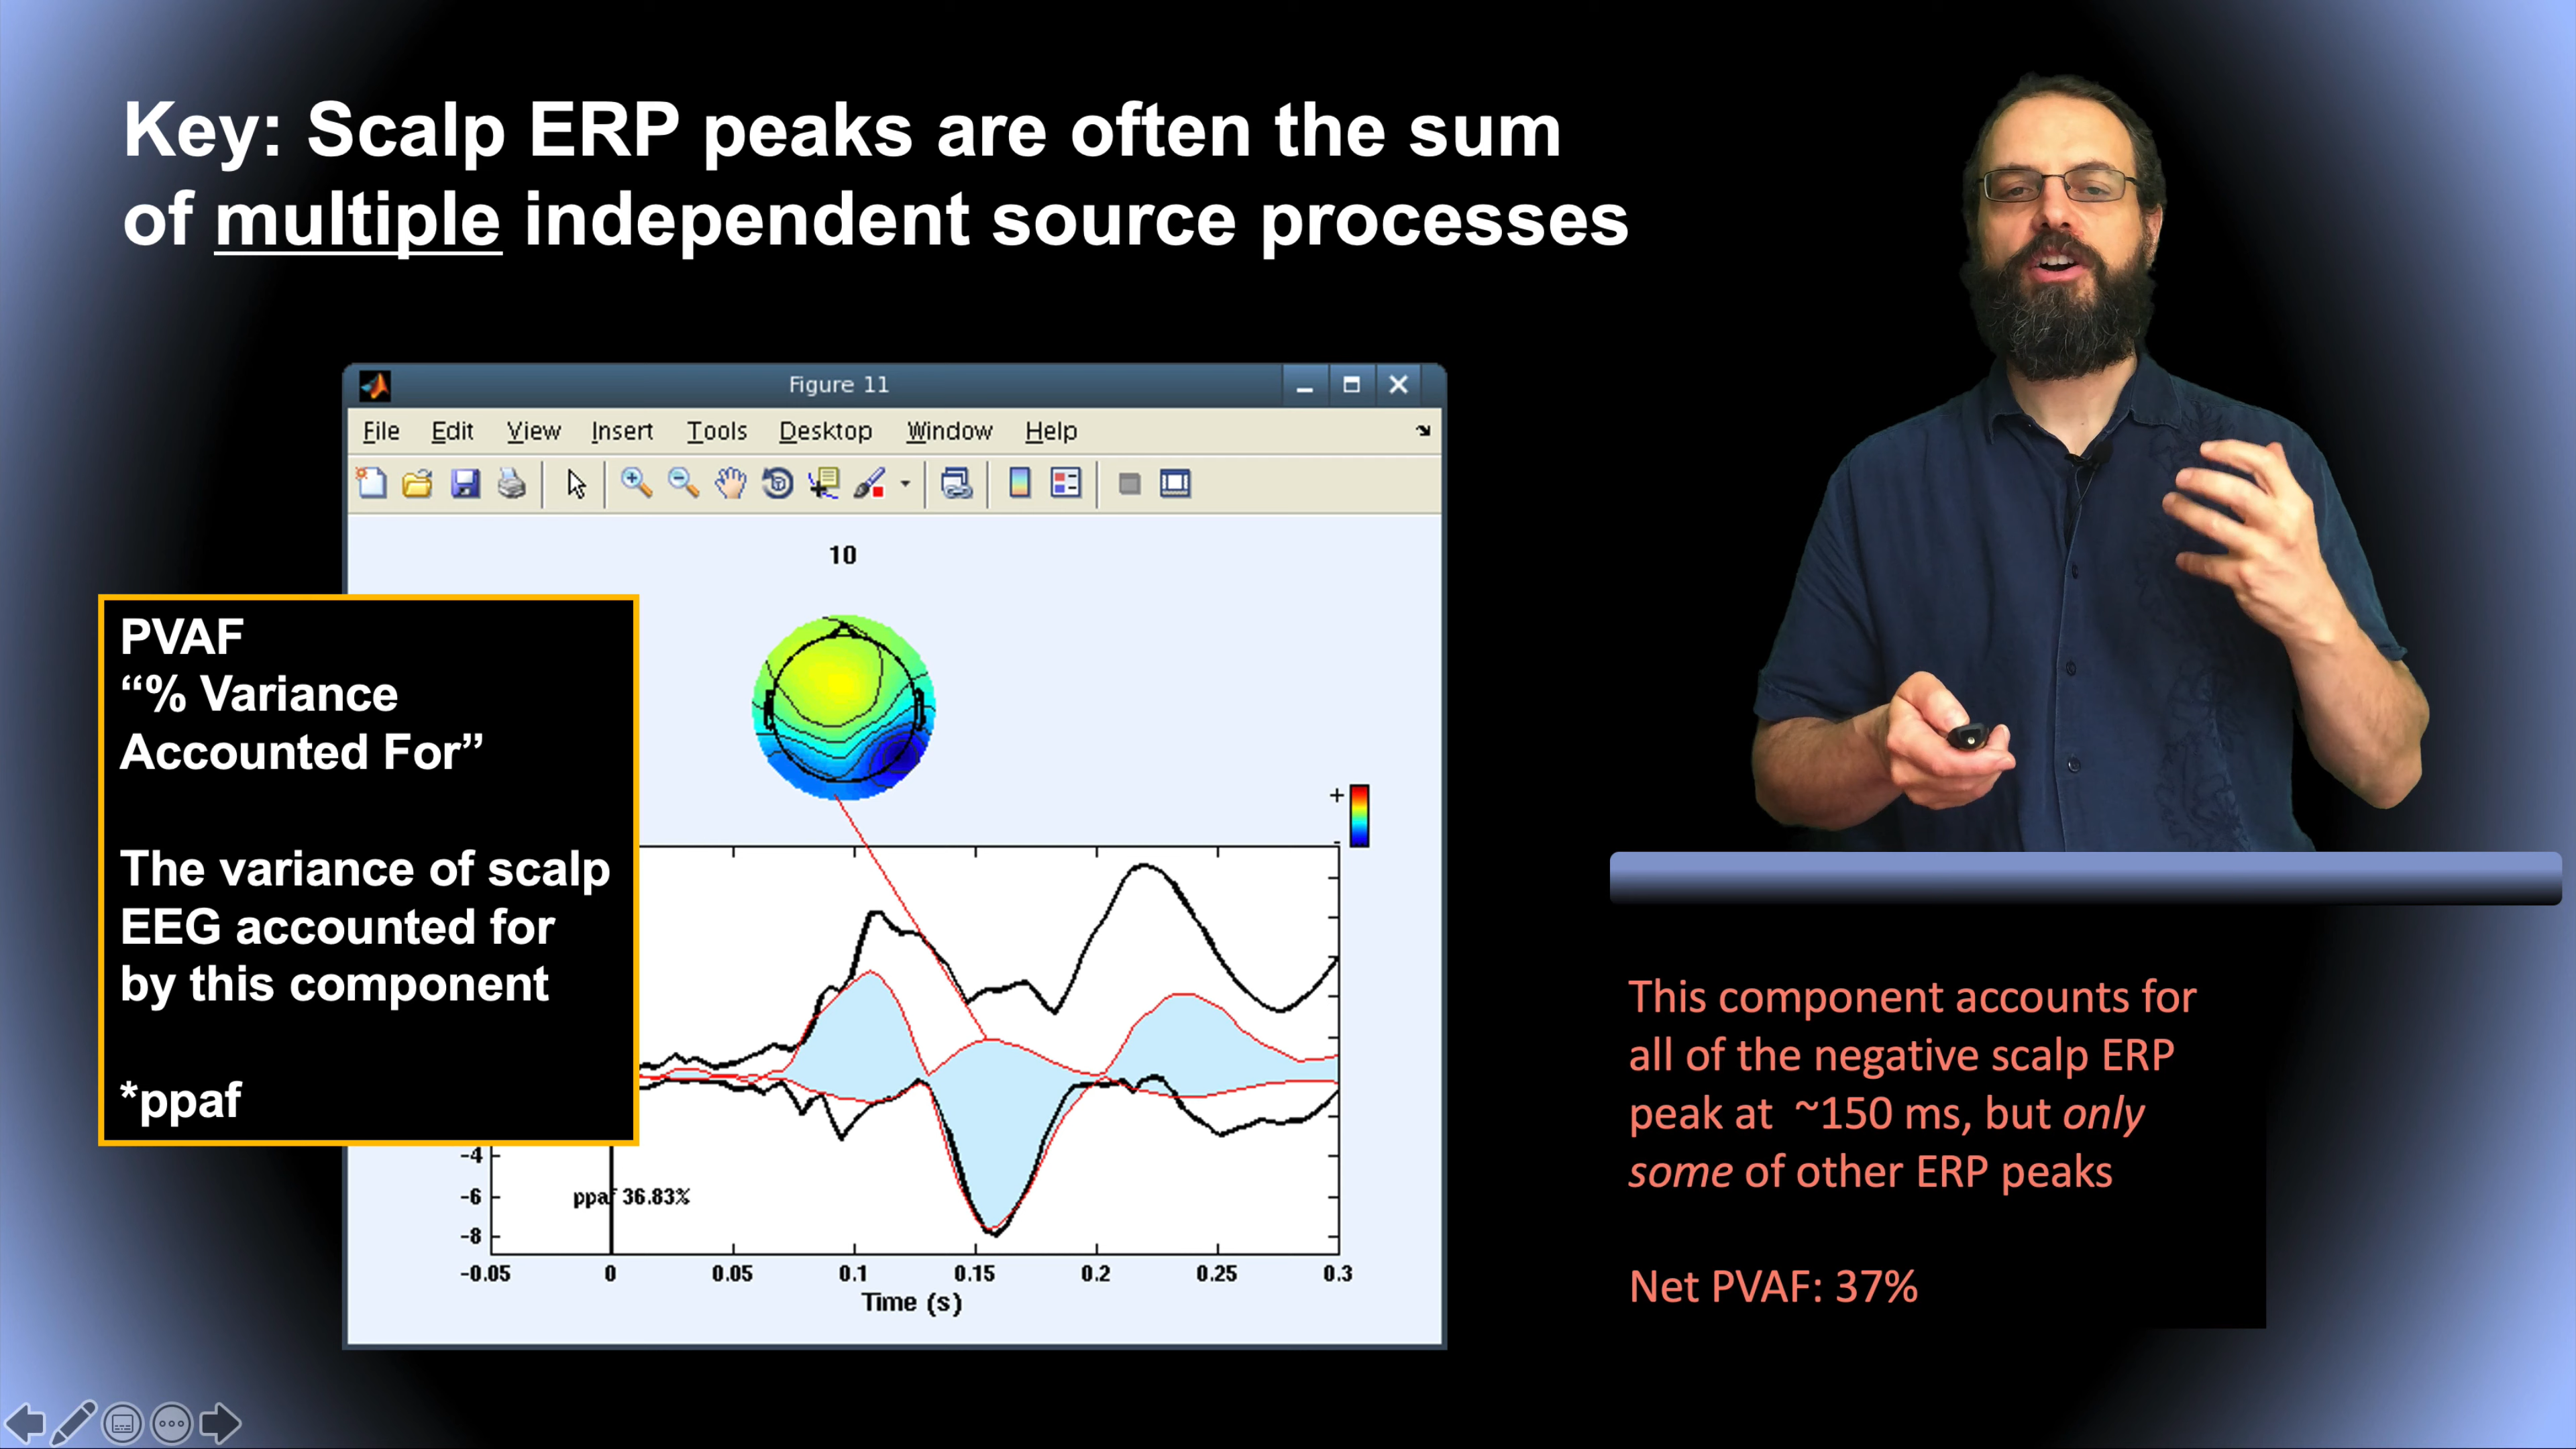 Key: Scalp ERP peaks are often the sum
of multiple independent source processes
Figure 11
File Edit View Insert Tools Desktop Window Help
10
PVAF
“% Variance
Accounted For”
The variance of scalp
EEG accounted for
by this component
*ppaf
+
-
-4
-6
-8
ppaf 36.83%
-0.05 0 0.05 0.1 0.15 0.2 0.25 0.3
Time (s)
This component accounts for
all of the negative scalp ERP
peak at ~150 ms, but only
some of other ERP peaks
Net PVAF: 37%